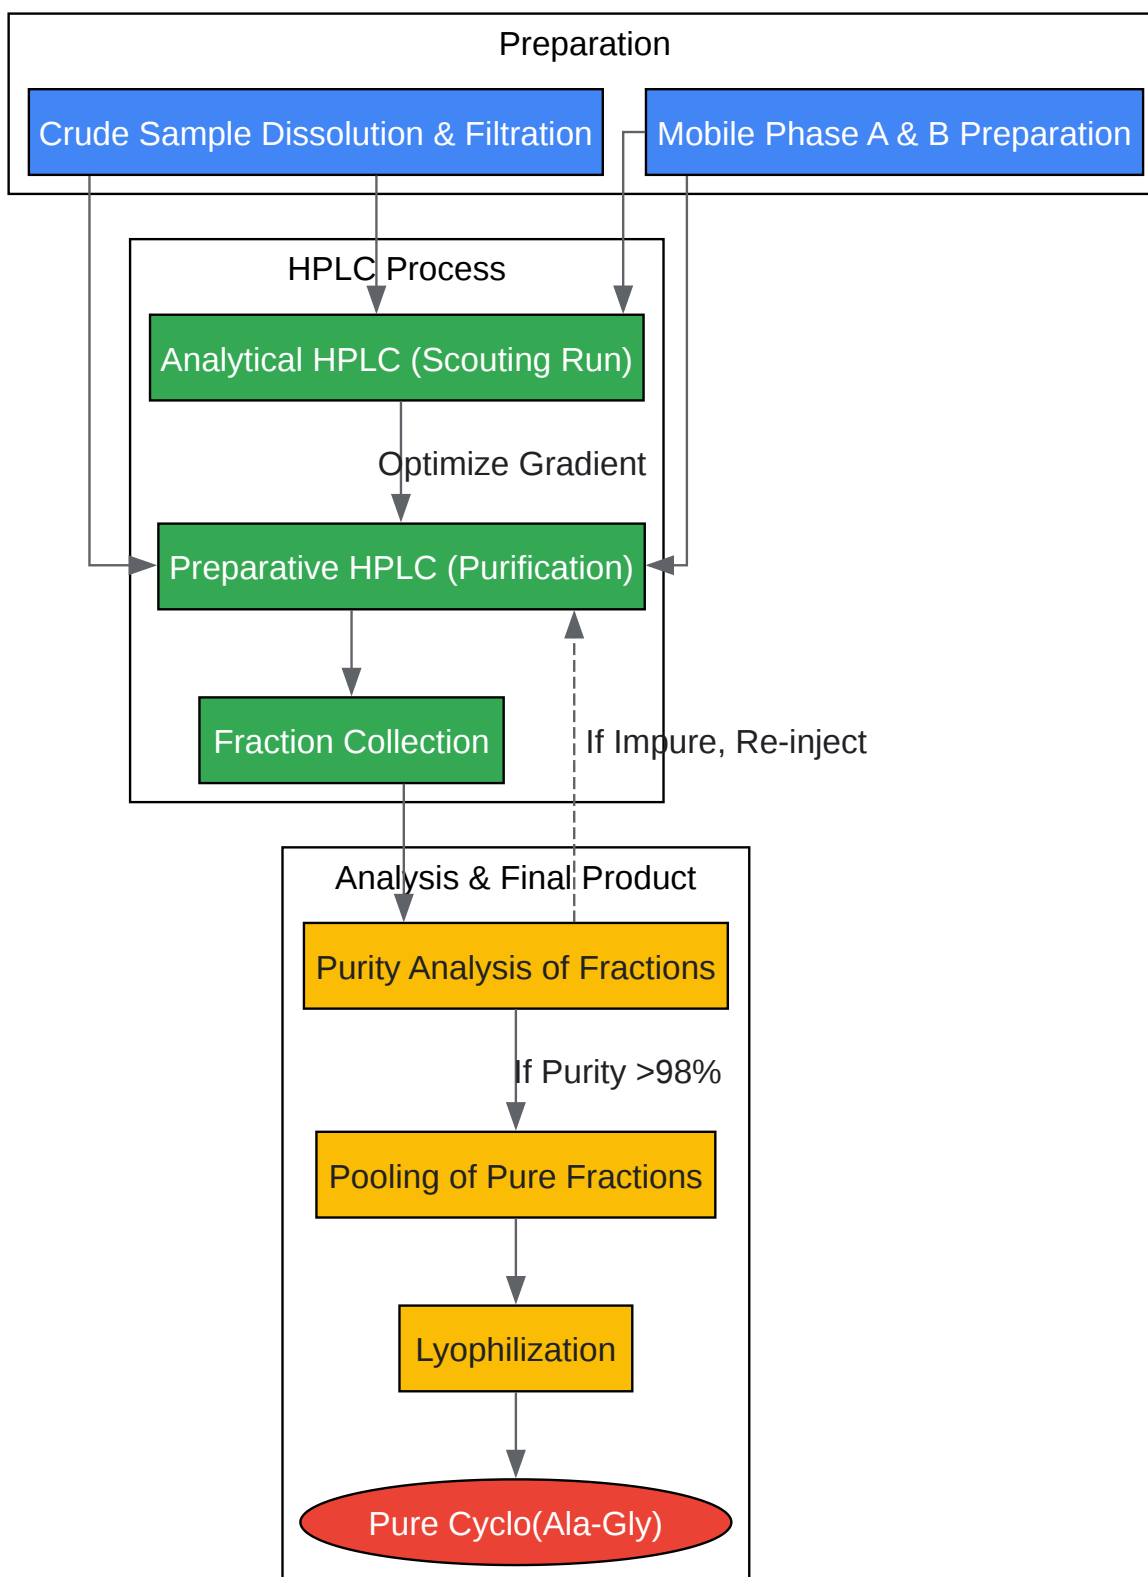 Preparation
Crude Sample Dissolution & Filtration
Mobile Phase A & B Preparation
HPLC Process
Analytical HPLC (Scouting Run)
Optimize Gradient
Preparative HPLC (Purification)
Fraction Collection
If Impure, Re-inject
Analysis & Final Product
Purity Analysis of Fractions
If Purity >98%
Pooling of Pure Fractions
Lyophilization
Pure Cyclo(Ala-Gly)